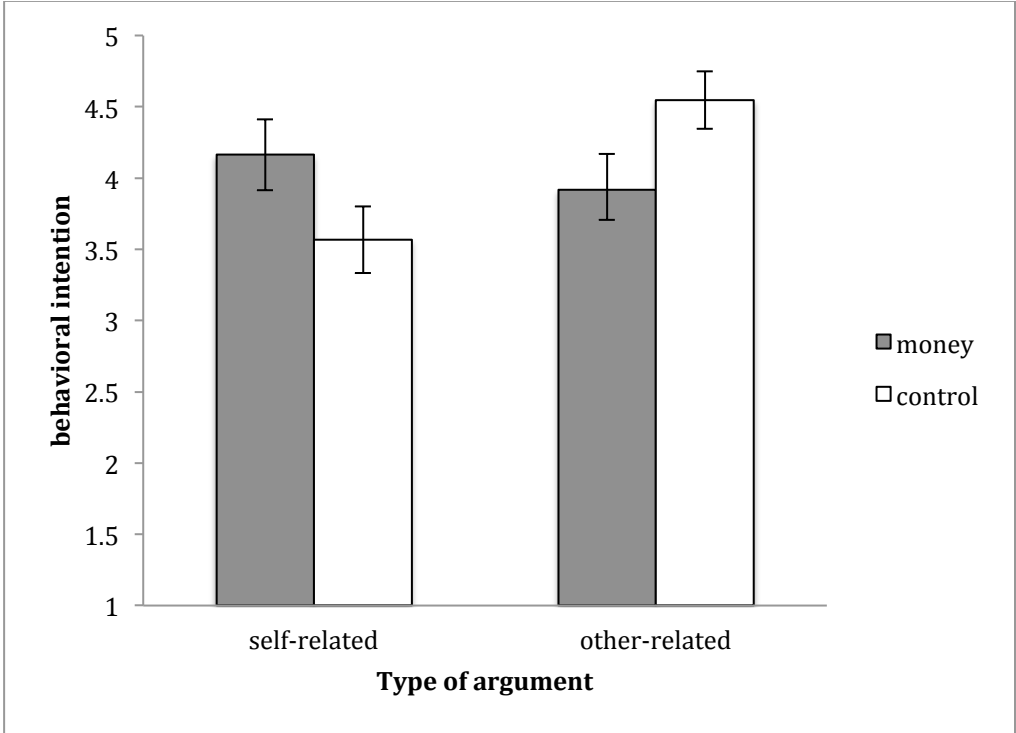 5
4.5
4
3.5
3
2.5
2
1.5
1
behavioral intention
self-related
other-related
Type of argument
money
control